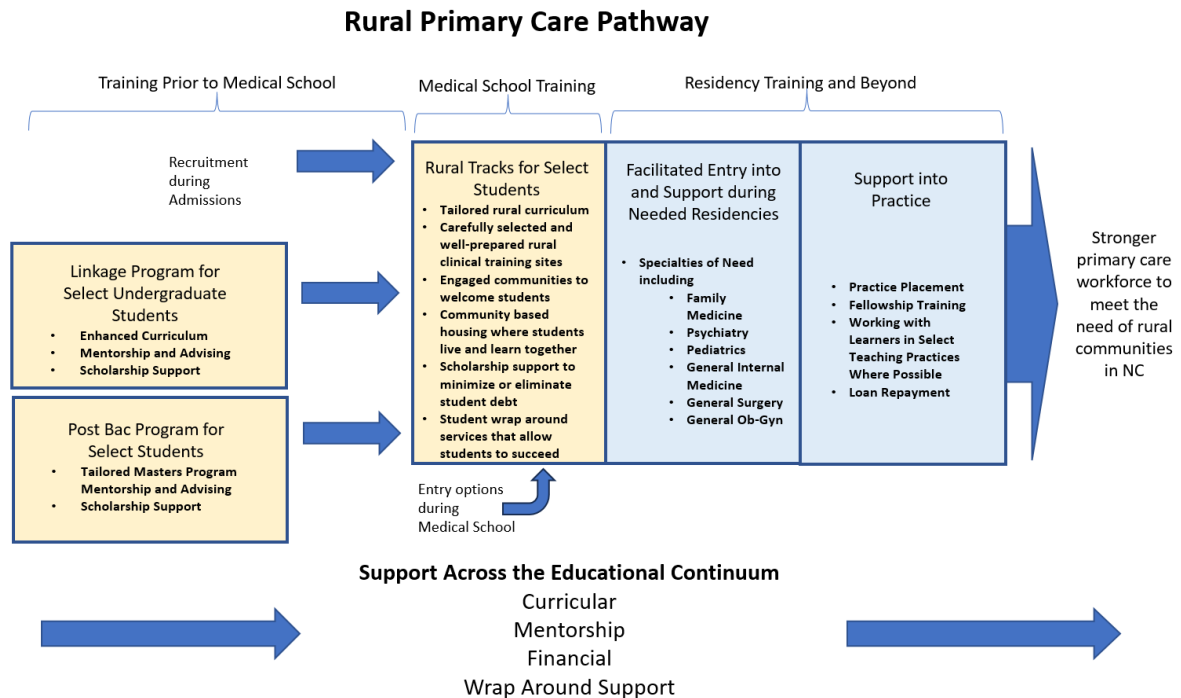 Rural Primary Care Pathway
Training Prior to Medical School
Medical School Training
Residency Training and Beyond
Recruitment
during
Admissions
Linkage Program for
Select Undergraduate
Students
• Enhanced Curriculum
• Mentorship and Advising
• Scholarship Support
Post Bac Program for
Select Students
• Tailored Masters Program
Mentorship and Advising
• Scholarship Support
Rural Tracks for Select
Students
• Tailored rural curriculum
• Carefully selected and
well-prepared rural
clinical training sites
• Engaged communities to
welcome students
• Community based
housing where students
live and learn together
• Scholarship support to
minimize or eliminate
student debt
• Student wrap around
services that allow
students to succeed
Entry options
during
Medical School
Facilitated Entry into
and Support during
Needed Residencies
• Specialties of Need
including
• Family
Medicine
• Psychiatry
• Pediatrics
• General Internal
Medicine
• General Surgery
• General Ob-Gyn
Support into
Practice
• Practice Placement
• Fellowship Training
• Working with
Learners in Select
Teaching Practices
Where Possible
• Loan Repayment
Stronger
primary care
workforce to
meet the
need of rural
communities
in NC
Support Across the Educational Continuum
Curricular
Mentorship
Financial
Wrap Around Support